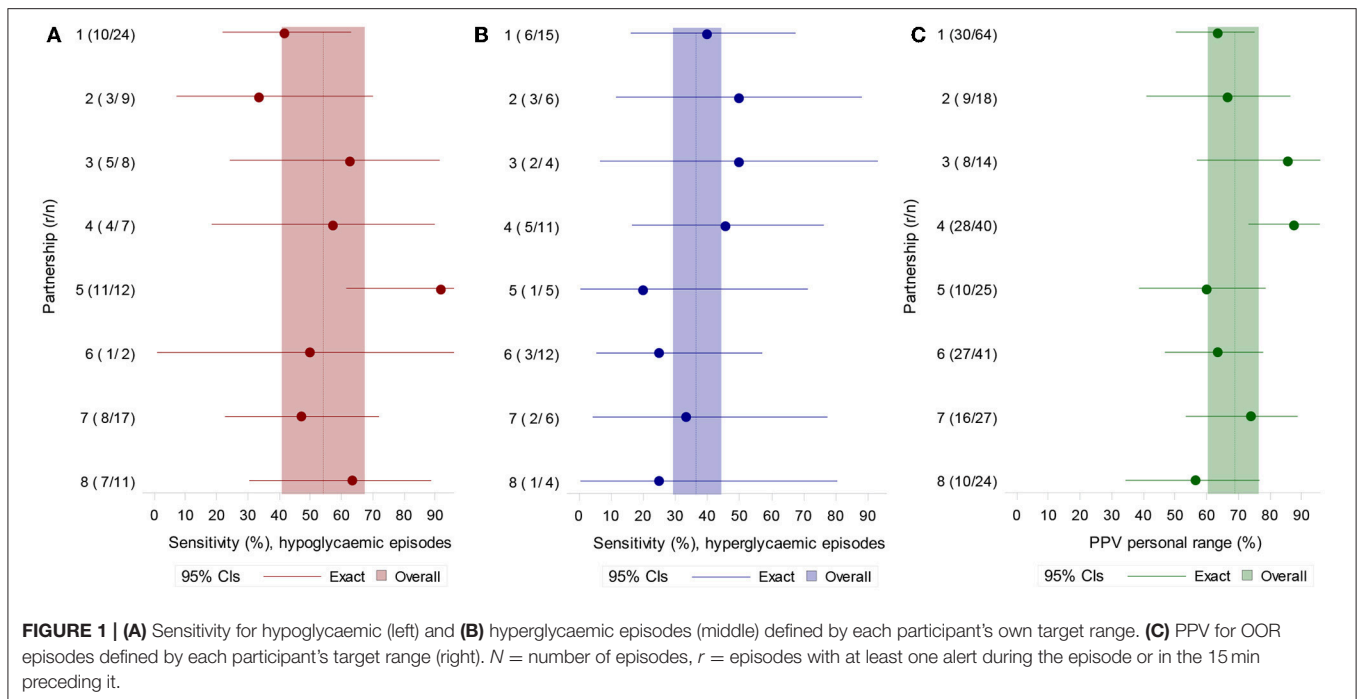 A
Partnership (r/n)
1 (10/24)
2 ( 3/ 9)
3 ( 5/ 8)
4 ( 4/ 7)
5 (11/12)
6 ( 1/ 2)
7 ( 8/17)
8 ( 7/11)
0 10 20 30 40 50 60 70 80 90
Sensitivity (%), hypoglycaemic episodes
95% CIs Exact Overall
B
1 ( 6/15)
2 ( 3/ 6)
3 ( 2/ 4)
4 ( 5/11)
5 ( 1/ 5)
6 ( 3/12)
7 ( 2/ 6)
8 ( 1/ 4)
0 10 20 30 40 50 60 70 80 90
Sensitivity (%), hyperglycaemic episodes
95% CIs Exact Overall
C
Partnership (r/n)
1 (30/64)
2 ( 9/18)
3 ( 8/14)
4 (28/40)
5 (10/25)
6 (27/41)
7 (16/27)
8 (10/24)
0 10 20 30 40 50 60 70 80 90
PPV personal range (%)
95% CIs Exact Overall
FIGURE 1 | (A) Sensitivity for hypoglycaemic (left) and (B) hyperglycaemic episodes (middle) defined by each participant's own target range. (C) PPV for OOR
episodes defined by each participant's target range (right). N = number of episodes, r = episodes with at least one alert during the episode or in the 15 min
preceding it.